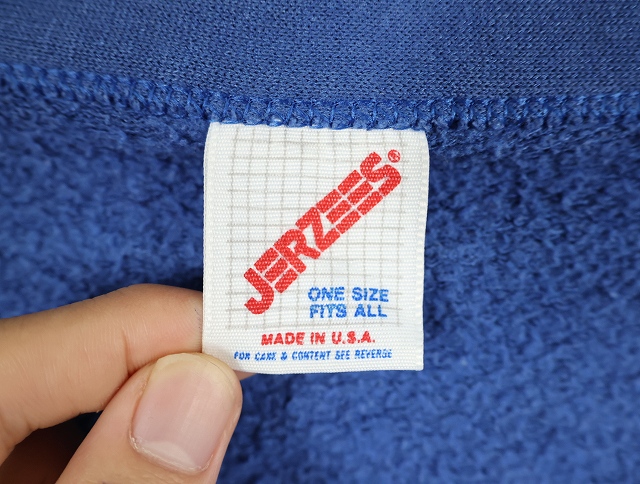 JERZEES®
ONE SIZE
FITS ALL
MADE IN U.S.A.
FOR CARE & CONTENT SEE REVERSE